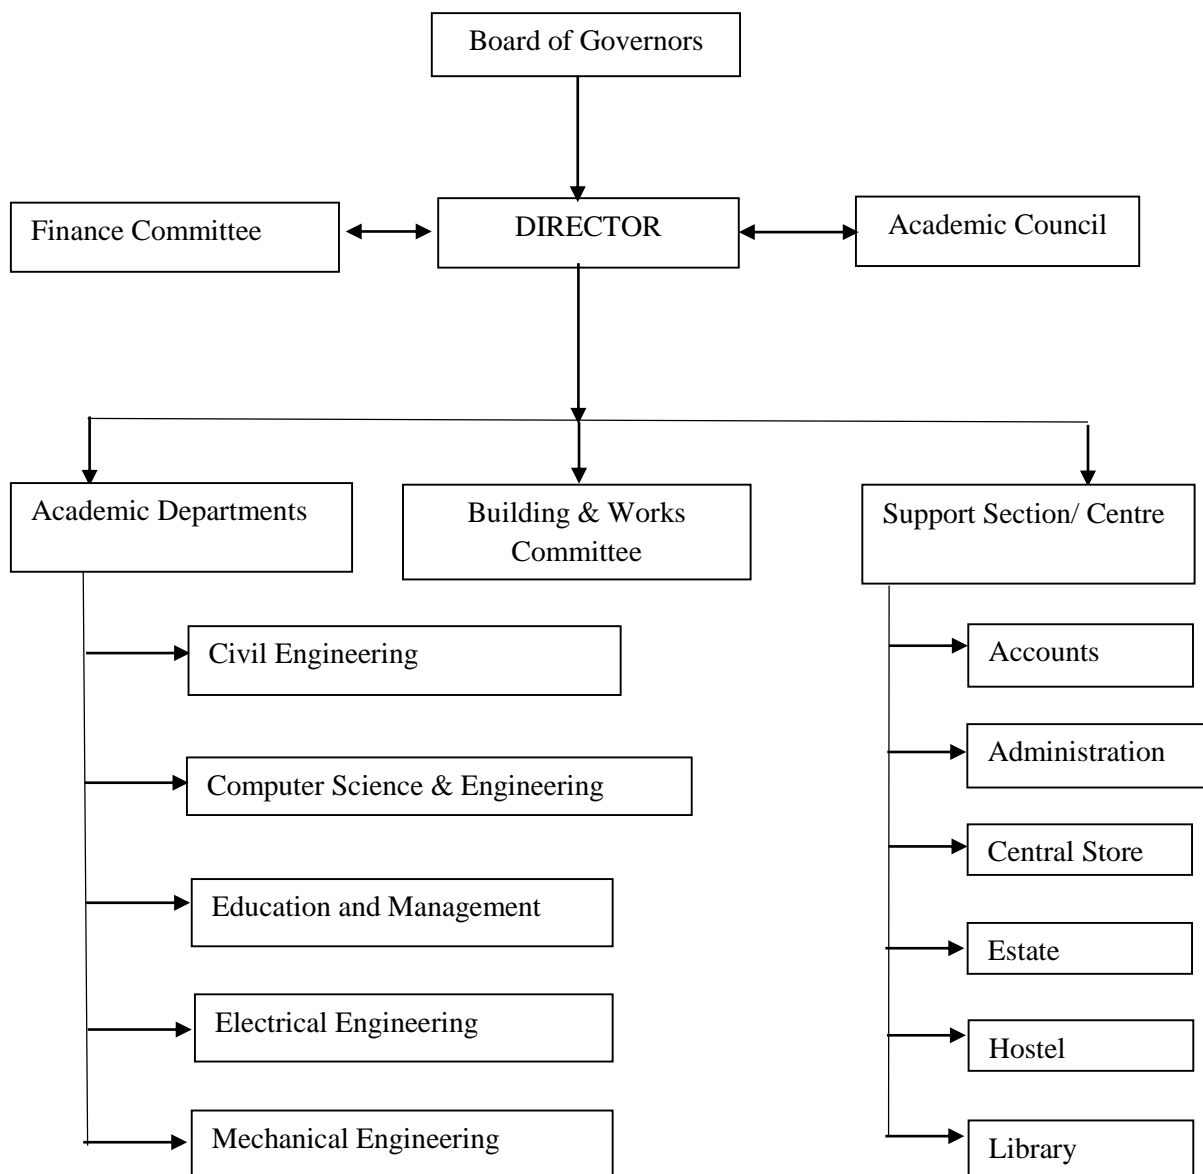 Board of Governors
Finance Committee
DIRECTOR
Academic Council
Academic Departments
Building & Works
Committee
Support Section/ Centre
Civil Engineering
Computer Science & Engineering
Education and Management
Electrical Engineering
Mechanical Engineering
Accounts
Administration
Central Store
Estate
Hostel
Library